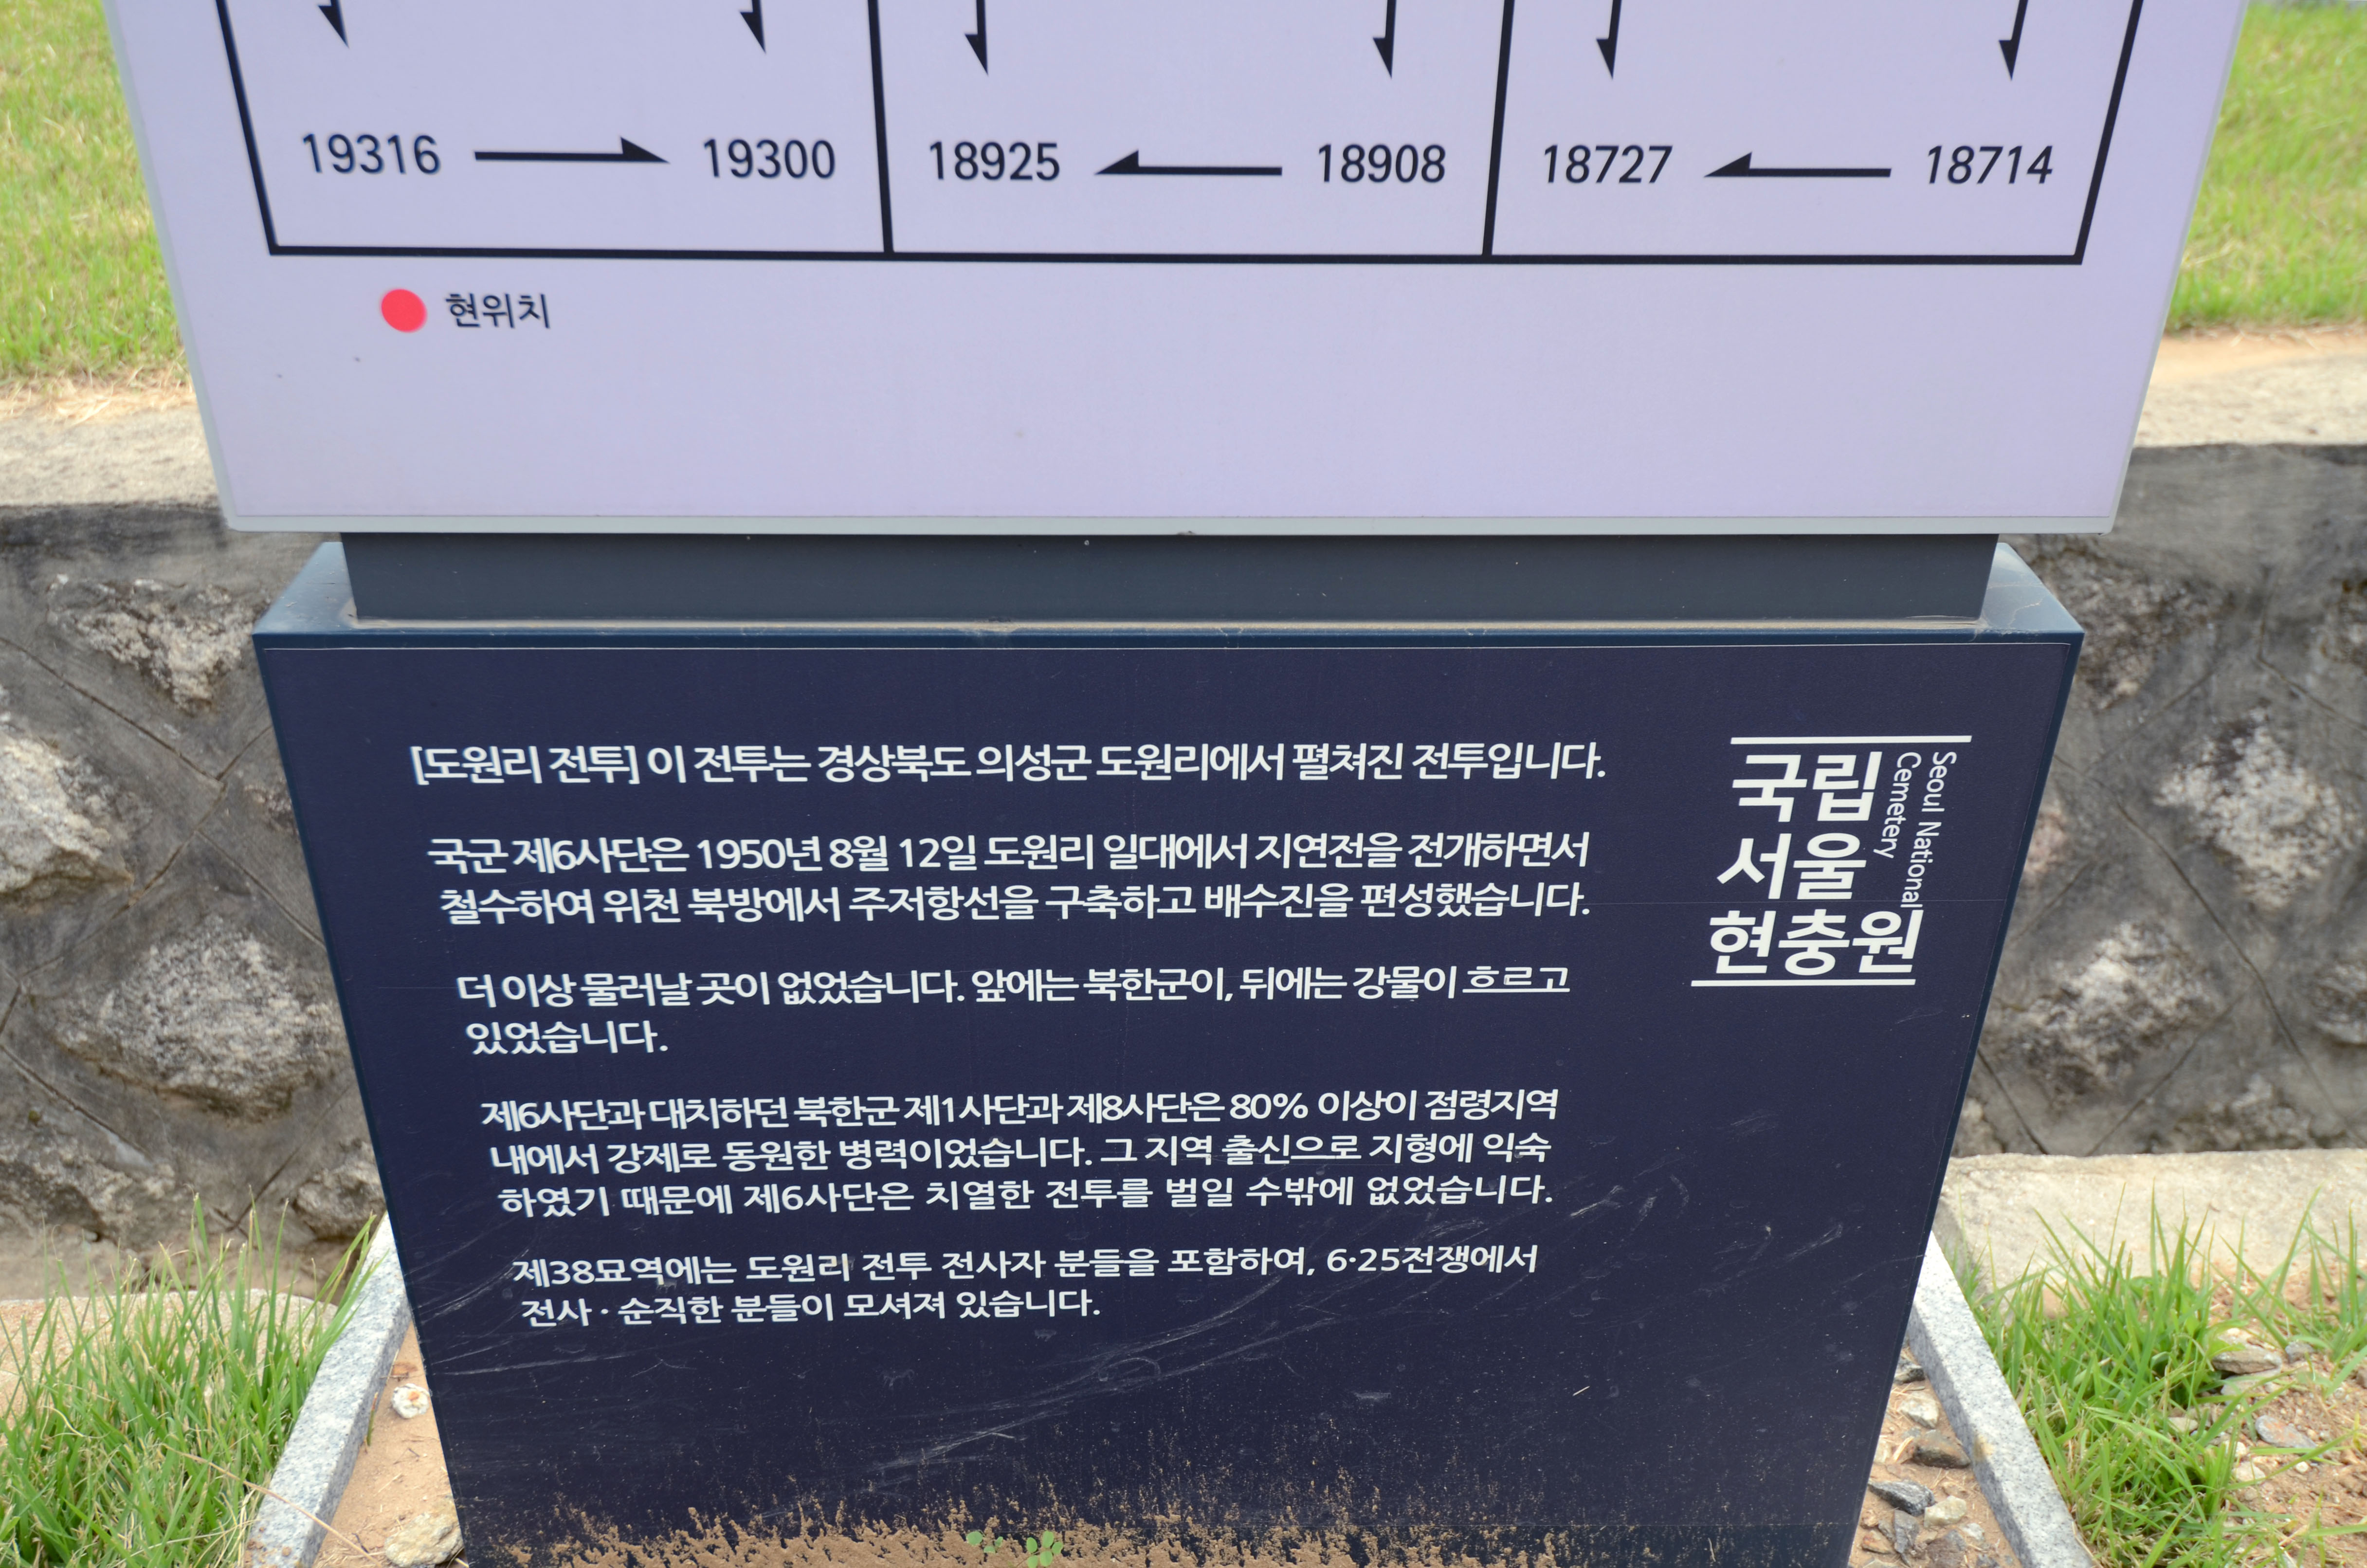 19316 19300 18925 18908 18727 18714
현위치
[도원리 전투] 이 전투는 경상북도 의성군 도원리에서 펼쳐진 전투입니다.
국군 제6사단은 1950년 8월 12일 도원리 일대에서 지연전을 전개하면서
철수하여 위천 북방에서 주저항선을 구축하고 배수진을 편성했습니다.
더 이상 물러날 곳이 없었습니다. 앞에는 북한군이, 뒤에는 강물이 흐르고
있었습니다.
제6사단과 대치하던 북한군 제1사단과 제8사단은 80% 이상이 점령지역
내에서 강제로 동원한 병력이었습니다. 그 지역 출신으로 지형에 익숙
하였기 때문에 제6사단은 치열한 전투를 벌일 수밖에 없었습니다.
제38묘역에는 도원리 전투 전사자 분들을 포함하여, 6·25전쟁에서
전사 · 순직한 분들이 모셔져 있습니다.
국립
서울
현충원
Seoul National
Cemetery